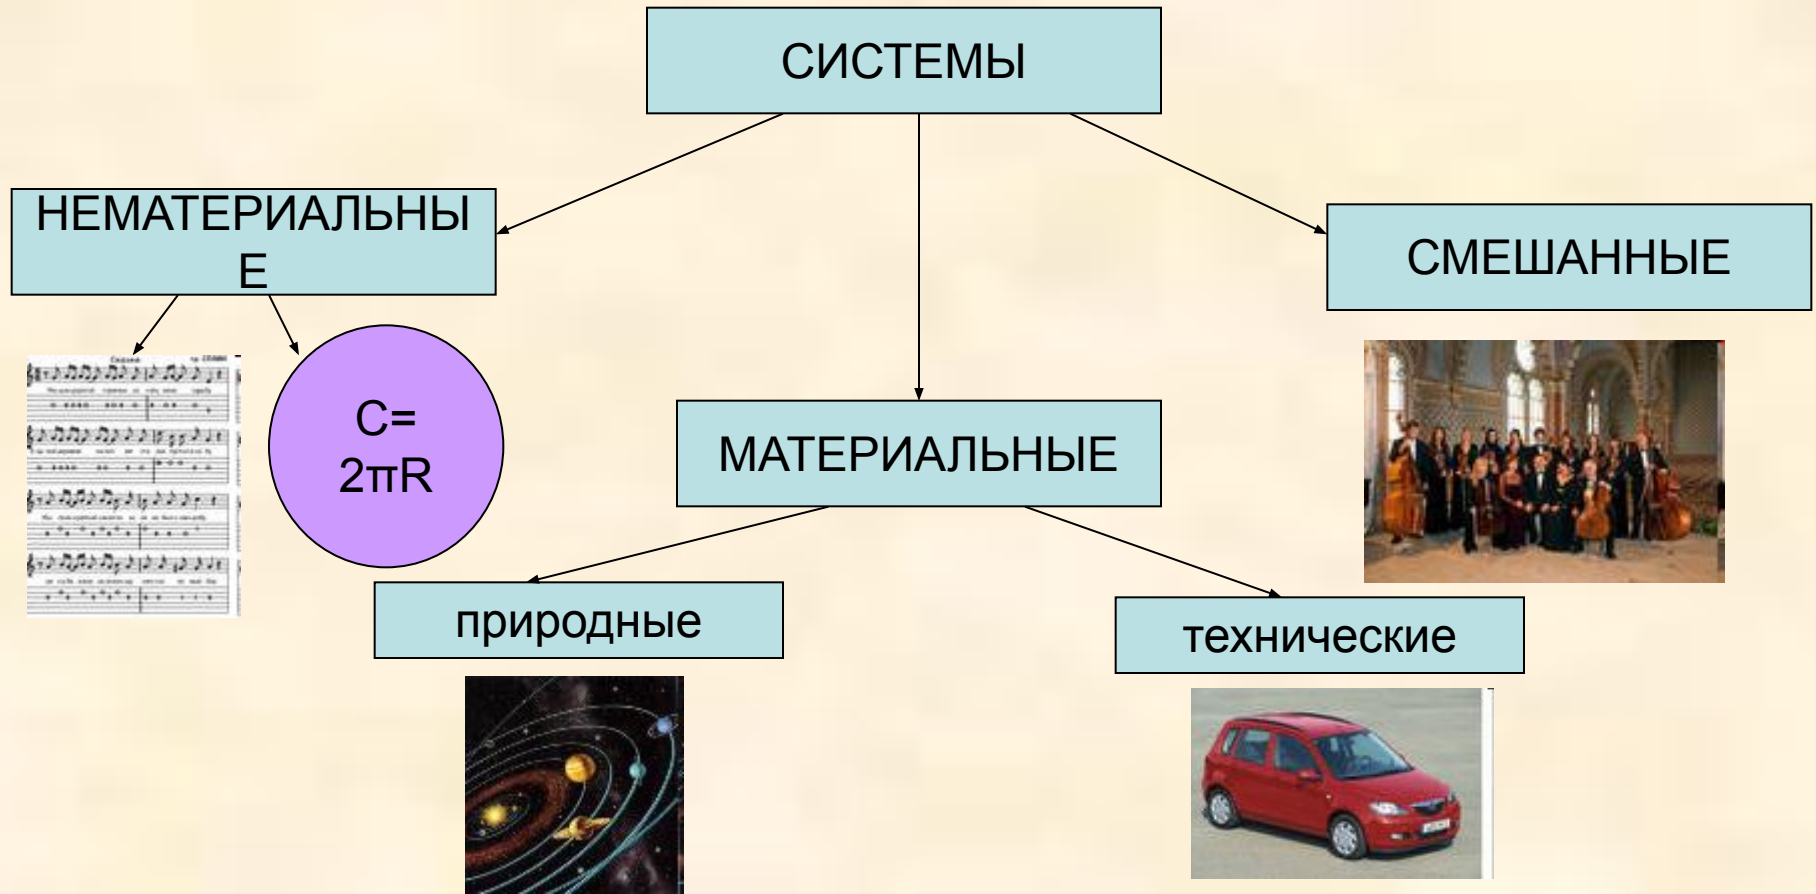 СИСТЕМЫ
НЕМАТЕРИАЛЬНЫ
Е
СМЕШАННЫЕ
C=
2πR
МАТЕРИАЛЬНЫЕ
природные
технические